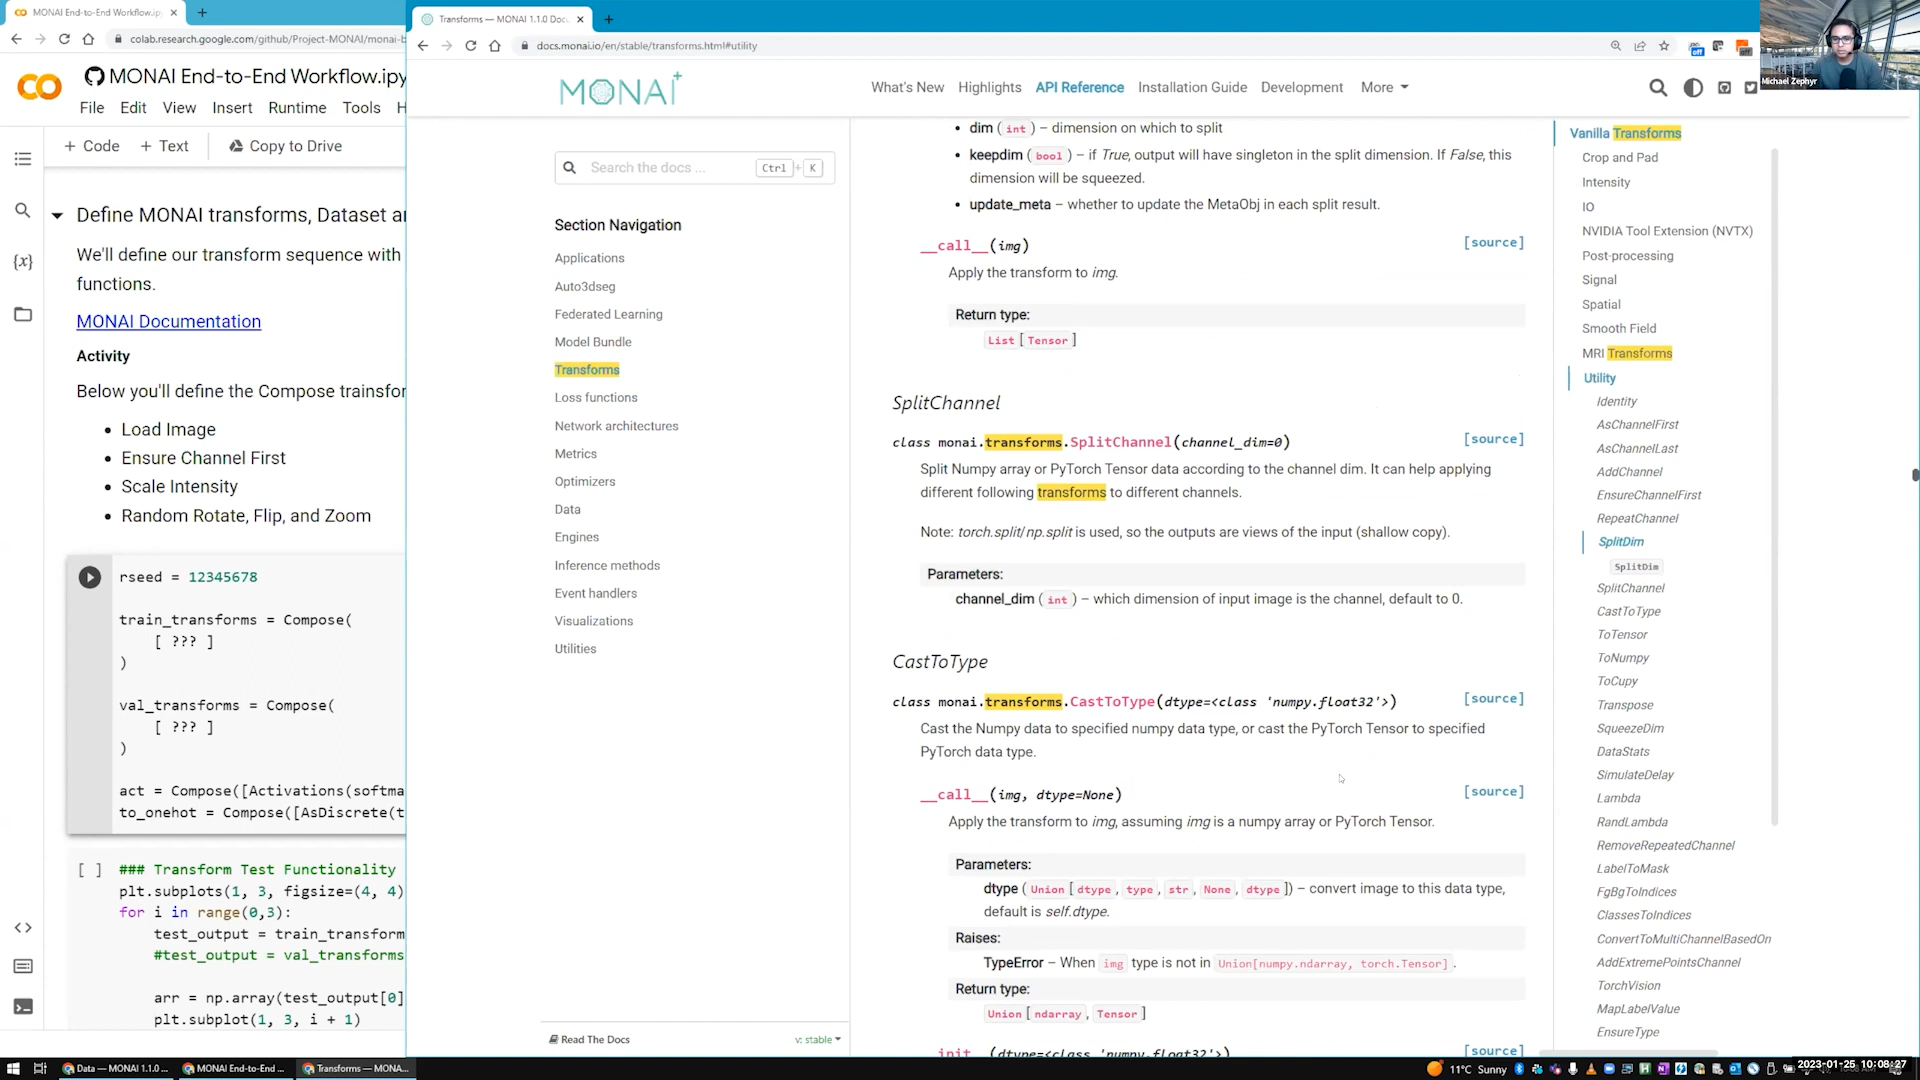 MONAI End-to-End Workflow.ipy
colab.research.google.com/github/Project-MONAI/monai-b
MONAI End-to-End Workflow.ipy
File Edit View Insert Runtime Tools H
+ Code + Text Copy to Drive
Define MONAI transforms, Dataset ar
We'll define our transform sequence with
functions.
MONAI Documentation
Activity
Below you'll define the Compose trainsfor
• Load Image
• Ensure Channel First
• Scale Intensity
• Random Rotate, Flip, and Zoom
rseed = 12345678
train_transforms = Compose(
[ ??? ]
)
val_transforms = Compose(
[ ??? ]
)
act = Compose([Activations(softma
to_onehot = Compose([AsDiscrete(t
[ ] ### Transform Test Functionality
plt.subplots(1, 3, figsize=(4, 4)
for i in range(0,3):
test_output = train_transform
#test_output = val_transforms
arr = np.array(test_output[0]
plt.subplot(1, 3, i + 1)
Transforms — MONAI 1.1.0 Doc
docs.monai.io/en/stable/transforms.html#utility
MONAI
What's New Highlights API Reference Installation Guide Development More
Search the docs ... Ctrl + K
Section Navigation
Applications
Auto3dseg
Federated Learning
Model Bundle
Transforms
Loss functions
Network architectures
Metrics
Optimizers
Data
Engines
Inference methods
Event handlers
Visualizations
Utilities
Read The Docs v: stable
• dim ( int ) – dimension on which to split
• keepdim ( bool ) – if True, output will have singleton in the split dimension. If False, this
dimension will be squeezed.
• update_meta – whether to update the MetaObj in each split result.
__call__(img) [source]
Apply the transform to img.
Return type:
List [ Tensor ]
SplitChannel
class monai.transforms.SplitChannel(channel_dim=0) [source]
Split Numpy array or PyTorch Tensor data according to the channel dim. It can help applying
different following transforms to different channels.
Note: torch.split/np.split is used, so the outputs are views of the input (shallow copy).
Parameters:
channel_dim ( int ) – which dimension of input image is the channel, default to 0.
CastToType
class monai.transforms.CastToType(dtype=<class 'numpy.float32'>) [source]
Cast the Numpy data to specified numpy data type, or cast the PyTorch Tensor to specified
PyTorch data type.
__call__(img, dtype=None) [source]
Apply the transform to img, assuming img is a numpy array or PyTorch Tensor.
Parameters:
dtype ( Union [ dtype , type , str , None , dtype ]) – convert image to this data type,
default is self.dtype.
Raises:
TypeError – When img type is not in Union[numpy.ndarray, torch.Tensor] .
Return type:
Union [ ndarray , Tensor ]
__init__(dtype=<class 'numpy.float32'>) [source]
Vanilla Transforms
Crop and Pad
Intensity
IO
NVIDIA Tool Extension (NVTX)
Post-processing
Signal
Spatial
Smooth Field
MRI Transforms
Utility
Identity
AsChannelFirst
AsChannelLast
AddChannel
EnsureChannelFirst
RepeatChannel
SplitDim
SplitDim
SplitChannel
CastToType
ToTensor
ToNumpy
ToCupy
Transpose
SqueezeDim
DataStats
SimulateDelay
Lambda
RandLambda
RemoveRepeatedChannel
LabelToMask
FgBgToIndices
ClassesToIndices
ConvertToMultiChannelBasedOn
AddExtremePointsChannel
TorchVision
MapLabelValue
EnsureType
Michael Zephyr
Data — MONAI 1.1.0 ... MONAI End-to-End ... Transforms — MONA...
11°C Sunny
2023-01-25 10:08:27